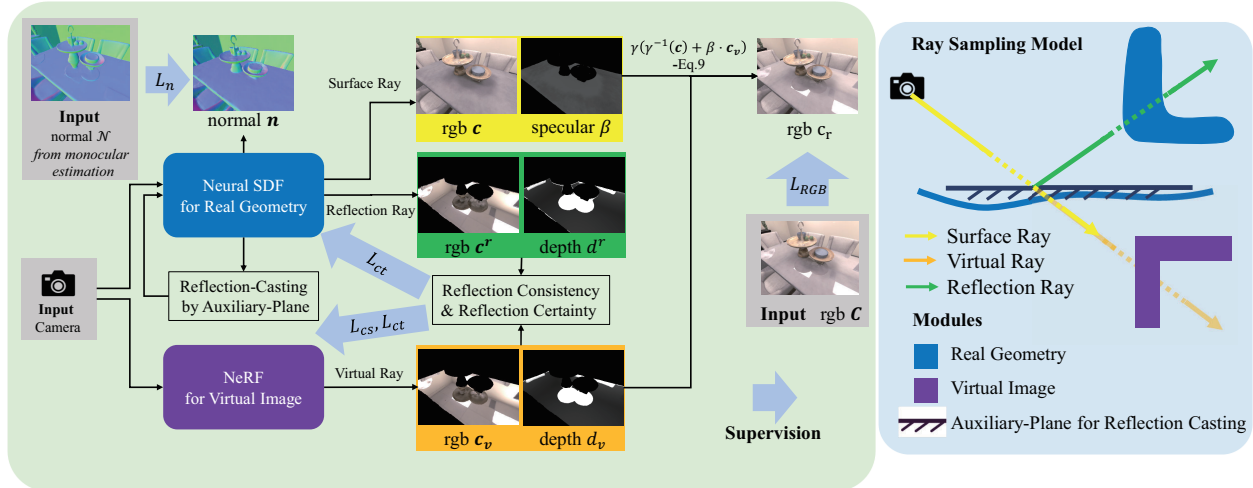 Input
normal 𝒩
from monocular
estimation
L_n
normal n
Surface Ray
rgb c
specular β
γ(γ⁻¹(c) + β · c_v)
-Eq.9
rgb c_r
Neural SDF
for Real Geometry
Reflection Ray
rgb c^r
depth d^r
L_RGB
Input rgb C
Input
Camera
Reflection-Casting
by Auxiliary-Plane
L_ct
Reflection Consistency
& Reflection Certainty
L_cs, L_ct
NeRF
for Virtual Image
Virtual Ray
rgb c_v
depth d_v
Supervision
Ray Sampling Model
Surface Ray
Virtual Ray
Reflection Ray
Modules
Real Geometry
Virtual Image
Auxiliary-Plane for Reflection Casting